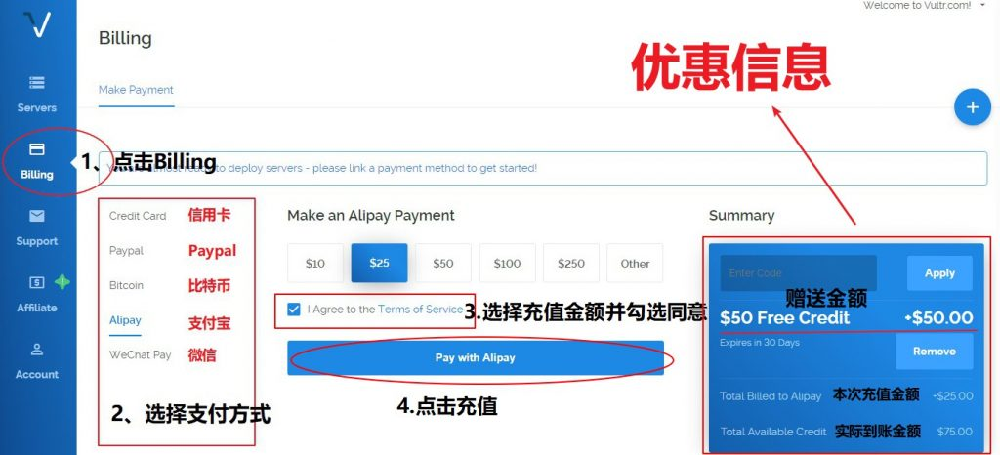 Welcome to Vultr.com!
Billing
优惠信息
Make Payment
+
Servers
Billing
1、点击Billing
to deploy servers - please link a payment method to get started!
Support
Affiliate
Account
Credit Card 信用卡
Paypal Paypal
Bitcoin 比特币
Alipay 支付宝
WeChat Pay 微信
2、选择支付方式
Make an Alipay Payment
$10 $25 $50 $100 $250 Other
I Agree to the Terms of Service
3.选择充值金额并勾选同意
Pay with Alipay
4.点击充值
Summary
Enter Code Apply
赠送金额
$50 Free Credit +$50.00
Expires in 30 Days Remove
Total Billed to Alipay 本次充值金额 +$25.00
Total Available Credit 实际到账金额 $75.00